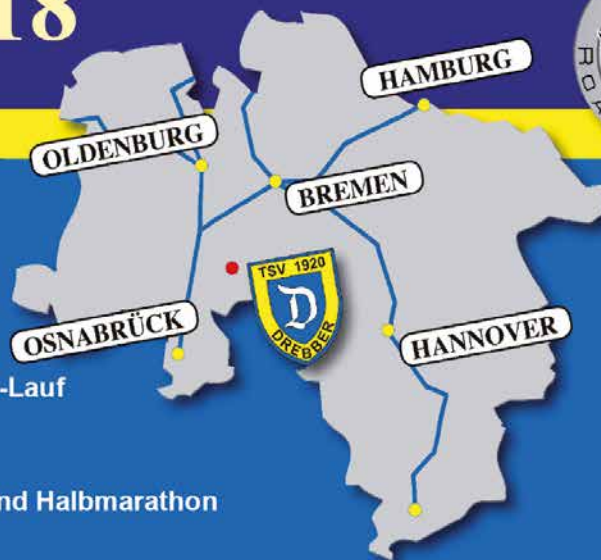 18
HAMBURG
OLDENBURG
BREMEN
TSV 1920
D
DREBBER
OSNABRÜCK
HANNOVER
-Lauf
nd Halbmarathon